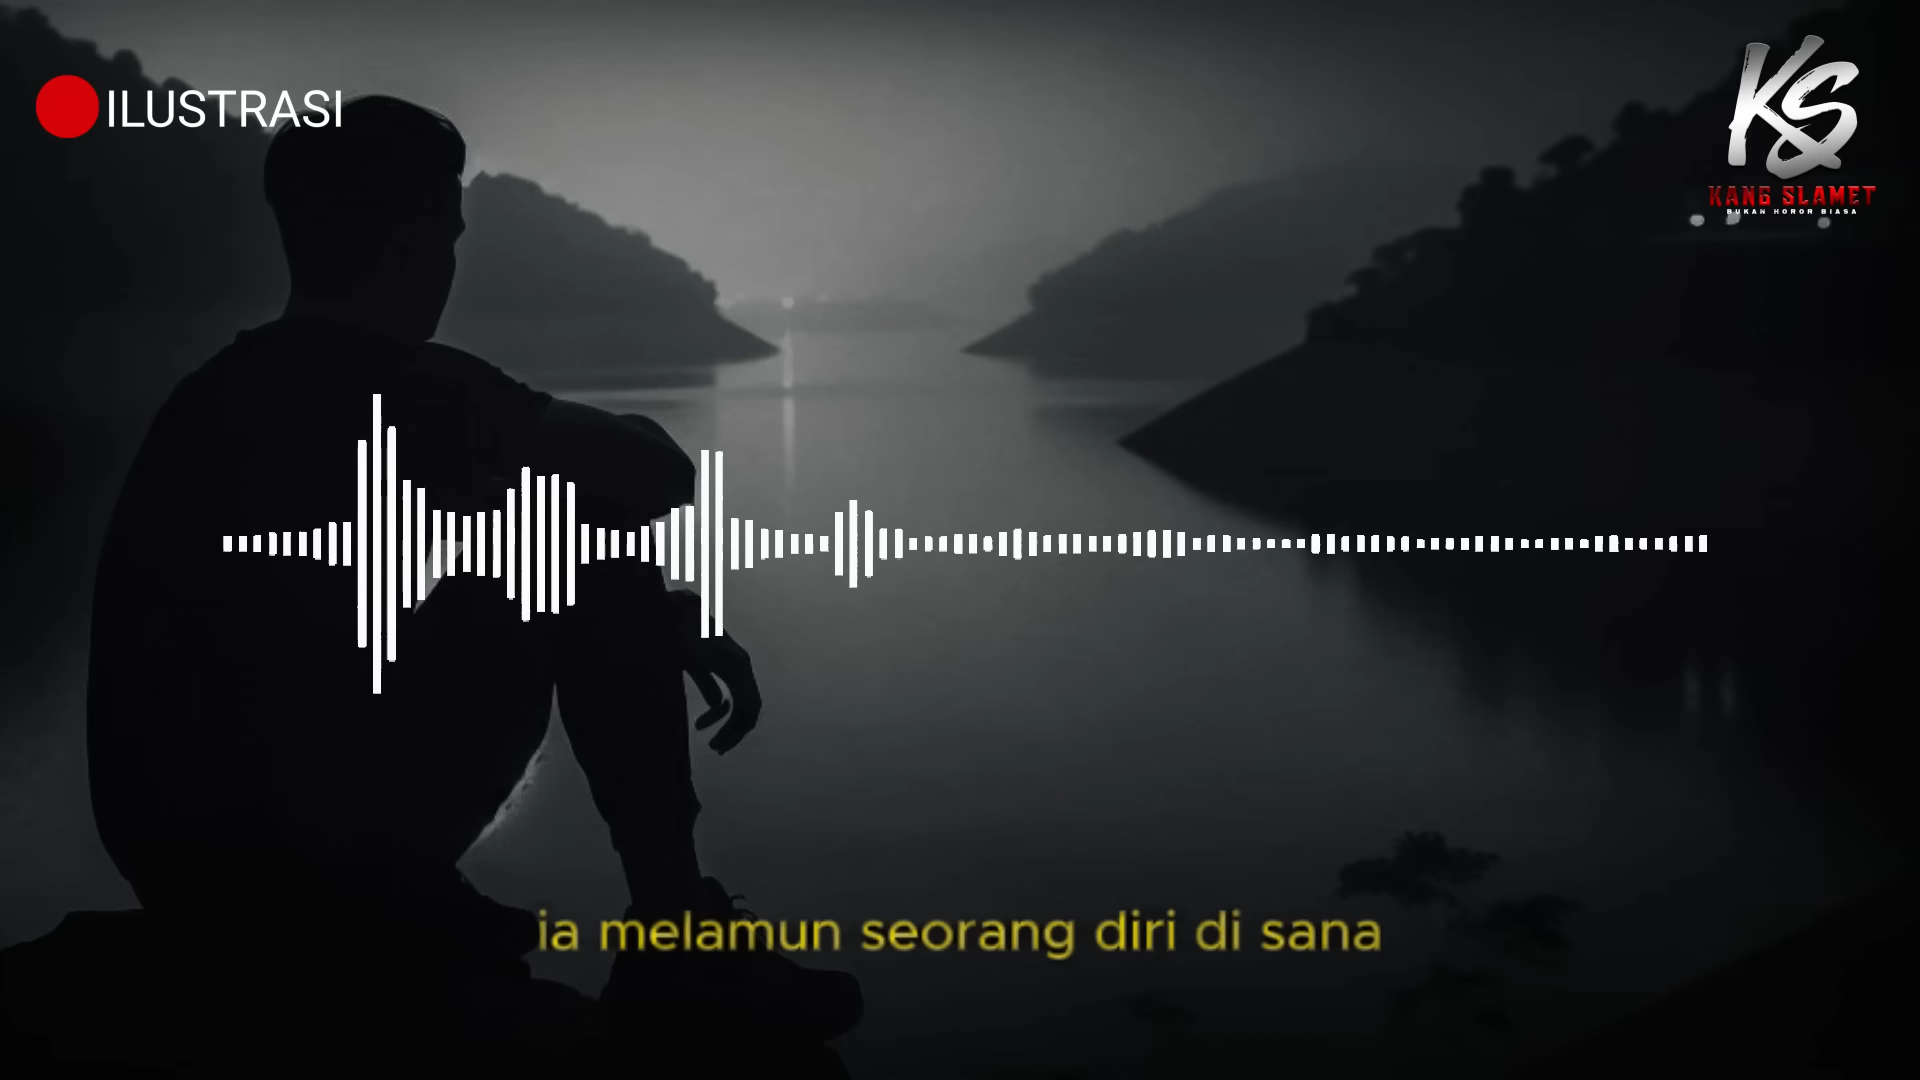 ILUSTRASI
KS
KANG SLAMET
BUKAN HOROR BIASA
ia melamun seorang diri di sana